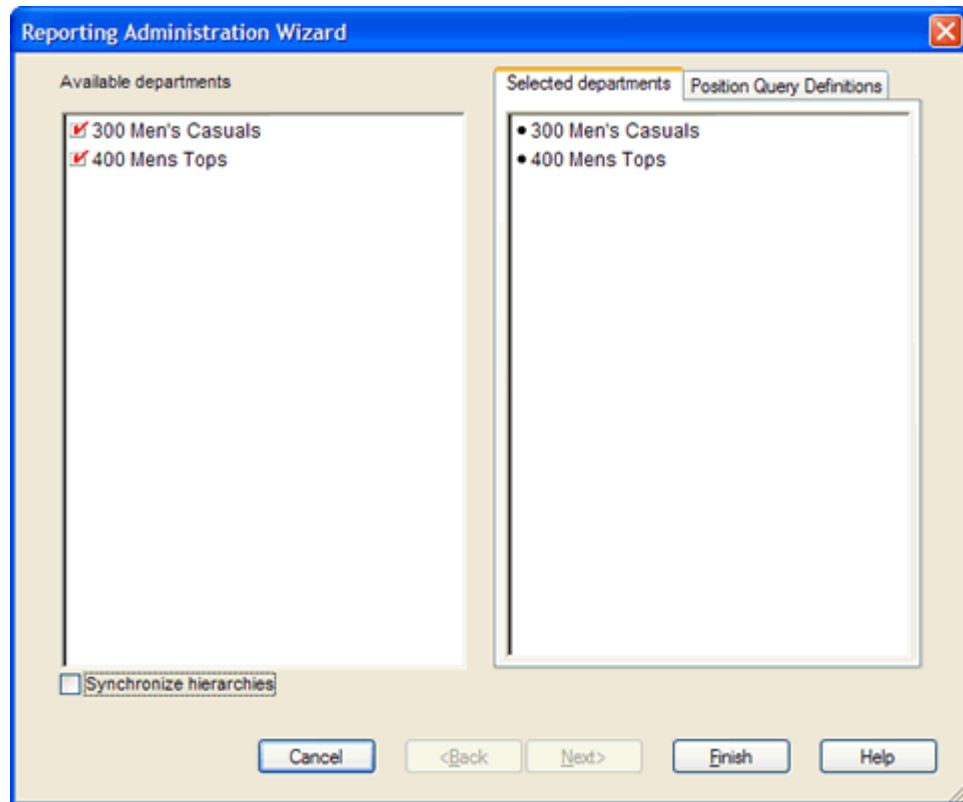 Reporting Administration Wizard
Available departments
Selected departments
Position Query Definitions
300 Men's Casuals
400 Mens Tops
300 Men's Casuals
400 Mens Tops
Synchronize hierarchies
Cancel
<Back
Next>
Finish
Help